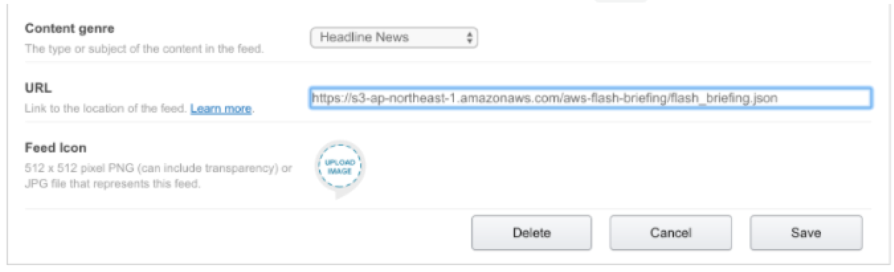 Content genre
The type or subject of the content in the feed.
Headline News
URL
Link to the location of the feed. Learn more.
https://s3-ap-northeast-1.amazonaws.com/aws-flash-briefing/flash_briefing.json
Feed Icon
512 x 512 pixel PNG (can include transparency) or
JPG file that represents this feed.
UPLOAD
IMAGE
Delete Cancel Save